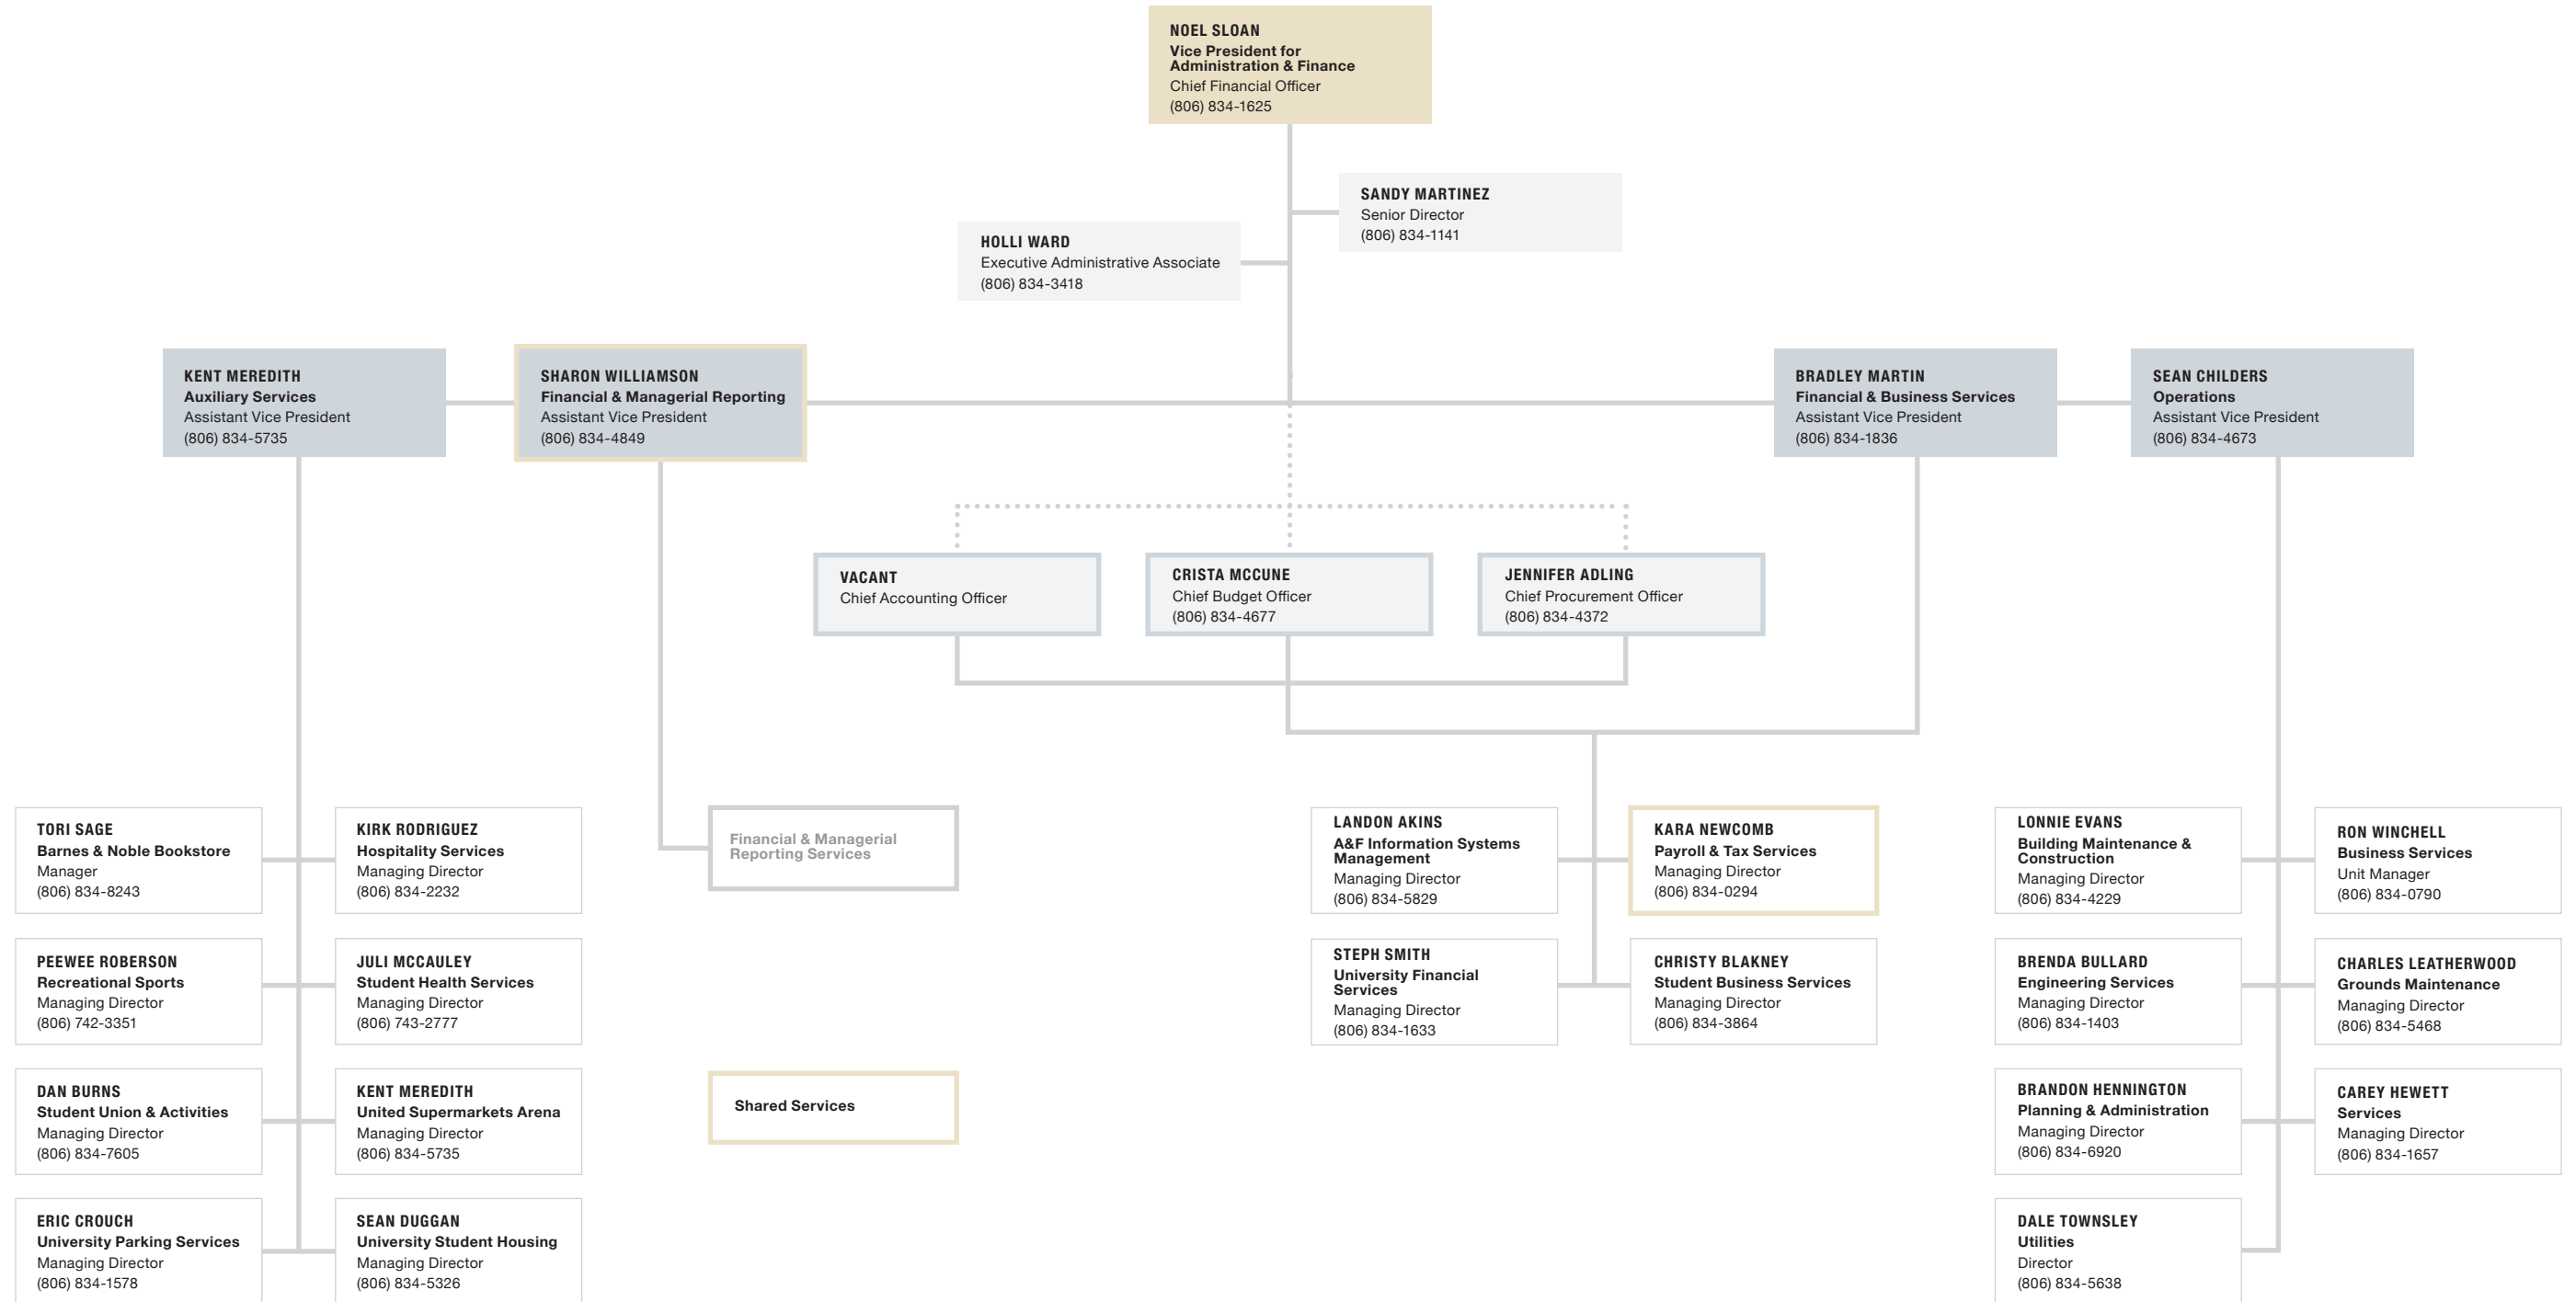 NOEL SLOAN
Vice President for
Administration & Finance
Chief Financial Officer
(806) 834-1625
SANDY MARTINEZ
Senior Director
(806) 834-1141
HOLLI WARD
Executive Administrative Associate
(806) 834-3418
KENT MEREDITH
Auxiliary Services
Assistant Vice President
(806) 834-5735
SHARON WILLIAMSON
Financial & Managerial Reporting
Assistant Vice President
(806) 834-4849
BRADLEY MARTIN
Financial & Business Services
Assistant Vice President
(806) 834-1836
SEAN CHILDERS
Operations
Assistant Vice President
(806) 834-4673
VACANT
Chief Accounting Officer
CRISTA MCCUNE
Chief Budget Officer
(806) 834-4677
JENNIFER ADLING
Chief Procurement Officer
(806) 834-4372
TORI SAGE
Barnes & Noble Bookstore
Manager
(806) 834-8243
KIRK RODRIGUEZ
Hospitality Services
Managing Director
(806) 834-2232
Financial & Managerial
Reporting Services
LANDON AKINS
A&F Information Systems
Management
Managing Director
(806) 834-5829
KARA NEWCOMB
Payroll & Tax Services
Managing Director
(806) 834-0294
LONNIE EVANS
Building Maintenance &
Construction
Managing Director
(806) 834-4229
RON WINCHELL
Business Services
Unit Manager
(806) 834-0790
PEEWEE ROBERSON
Recreational Sports
Managing Director
(806) 742-3351
JULI MCCAULEY
Student Health Services
Managing Director
(806) 743-2777
STEPH SMITH
University Financial
Services
Managing Director
(806) 834-1633
CHRISTY BLAKNEY
Student Business Services
Managing Director
(806) 834-3864
BRENDA BULLARD
Engineering Services
Managing Director
(806) 834-1403
CHARLES LEATHERWOOD
Grounds Maintenance
Managing Director
(806) 834-5468
DAN BURNS
Student Union & Activities
Managing Director
(806) 834-7605
KENT MEREDITH
United Supermarkets Arena
Managing Director
(806) 834-5735
Shared Services
BRANDON HENNINGTON
Planning & Administration
Managing Director
(806) 834-6920
CAREY HEWETT
Services
Managing Director
(806) 834-1657
ERIC CROUCH
University Parking Services
Managing Director
(806) 834-1578
SEAN DUGGAN
University Student Housing
Managing Director
(806) 834-5326
DALE TOWNSLEY
Utilities
Director
(806) 834-5638